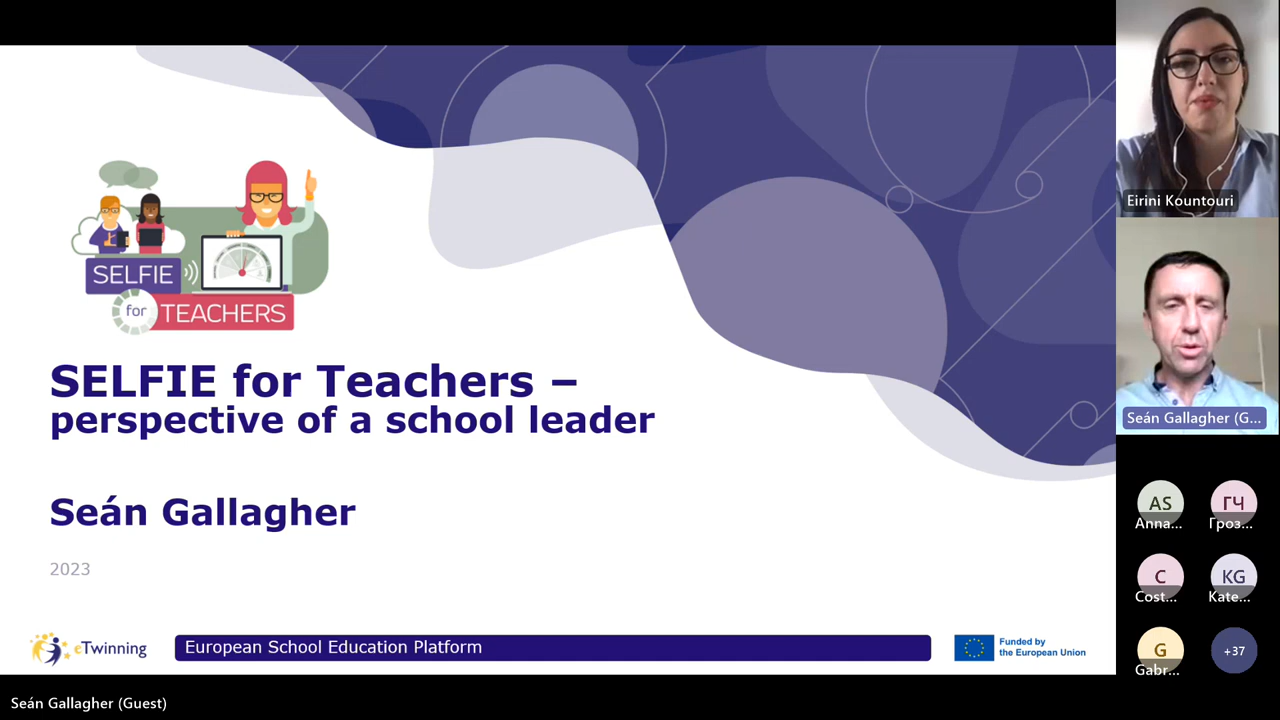 SELFIE
for TEACHERS
SELFIE for Teachers –
perspective of a school leader
Seán Gallagher
2023
eTwinning
European School Education Platform
Funded by
the European Union
Eirini Kountouri
Seán Gallagher (G...
AS
Anna...
ГЧ
Гроз...
C
Cost...
KG
Kate...
G
Gabr...
+37
Seán Gallagher (Guest)